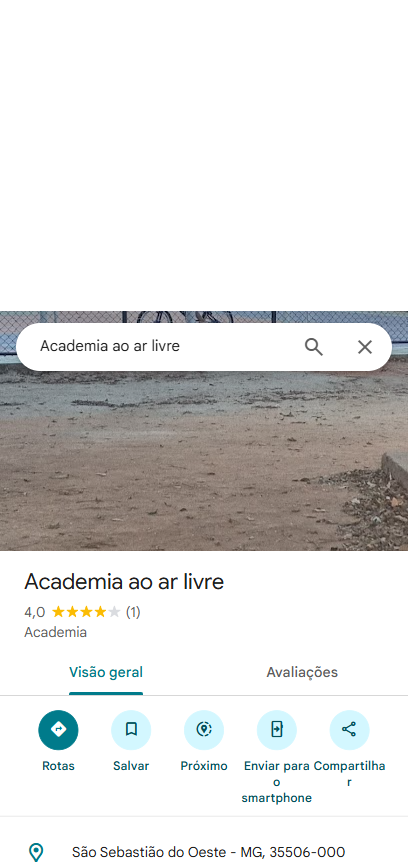 Academia ao ar livre
Academia ao ar livre
4,0 (1)
Academia
Visão geral
Avaliações
Rotas
Salvar
Próximo
Enviar para
o
smartphone
Compartilha
r
São Sebastião do Oeste - MG, 35506-000